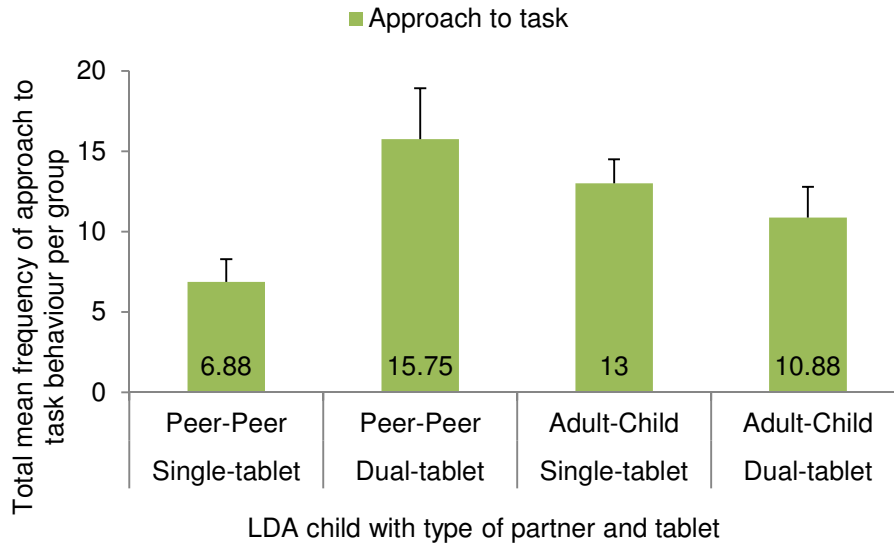 Approach to task
Total mean frequency of approach to
task behaviour per group
20
15
10
5
0
6.88
15.75
13
10.88
Peer-Peer
Peer-Peer
Adult-Child
Adult-Child
Single-tablet
Dual-tablet
Single-tablet
Dual-tablet
LDA child with type of partner and tablet